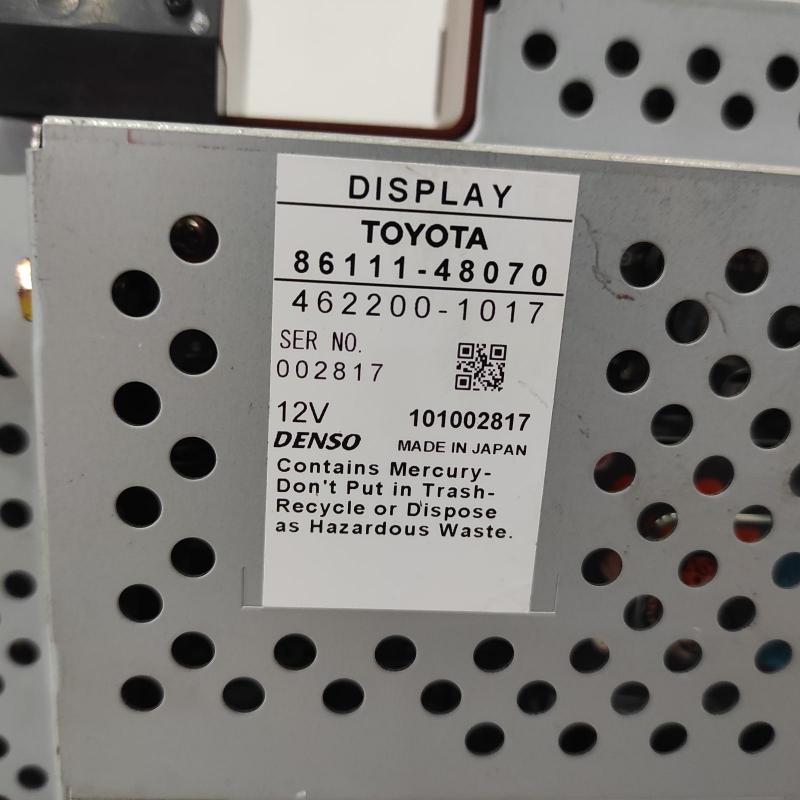 DISPLAY
TOYOTA
86111-48070
462200-1017
SER NO.
002817
12V 101002817
DENSO MADE IN JAPAN
Contains Mercury-
Don't Put in Trash-
Recycle or Dispose
as Hazardous Waste.